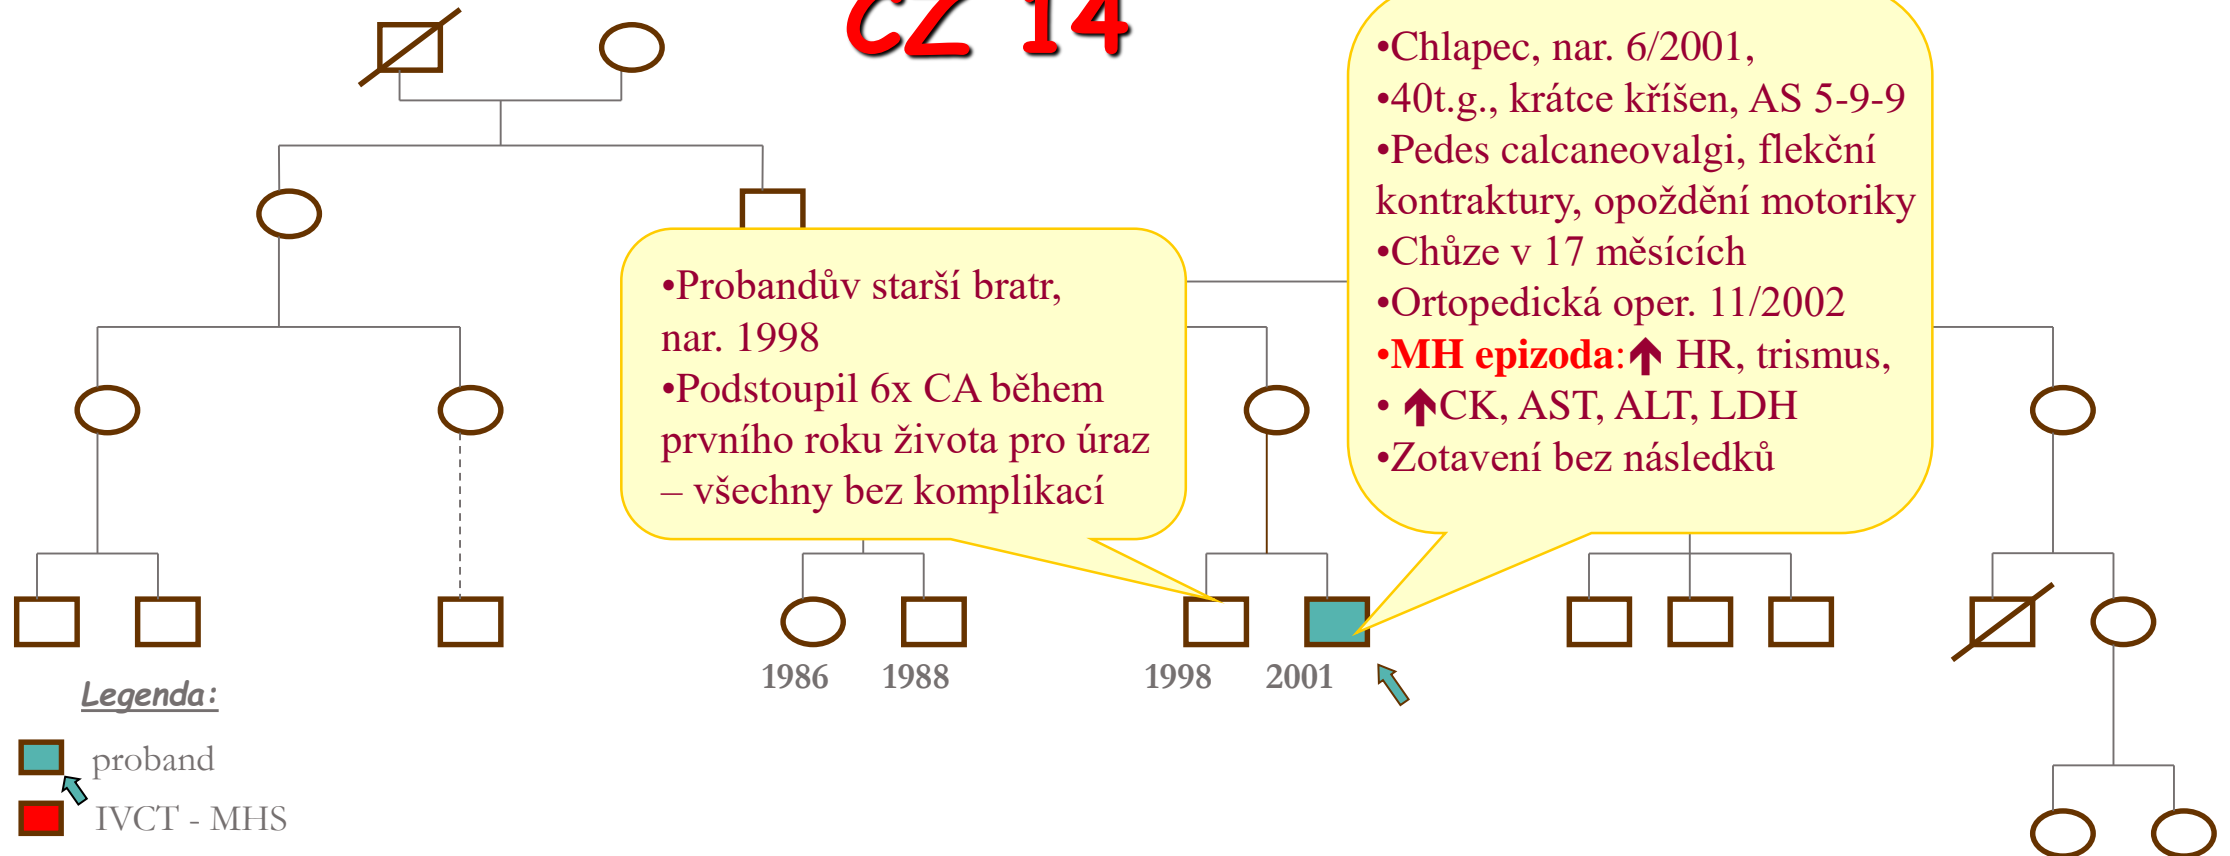 CZ 14
•Chlapec, nar. 6/2001,
•40t.g., krátce kříšen, AS 5-9-9
•Pedes calcaneovalgi, flekční
kontraktury, opoždění motoriky
•Chůze v 17 měsících
•Ortopedická oper. 11/2002
•MH epizoda:🡹 HR, trismus,
• 🡹CK, AST, ALT, LDH
•Zotavení bez následků
•Probandův starší bratr,
nar. 1998
•Podstoupil 6x CA během
prvního roku života pro úraz
– všechny bez komplikací
1986 1988 1998 2001
Legenda:
proband
IVCT - MHS